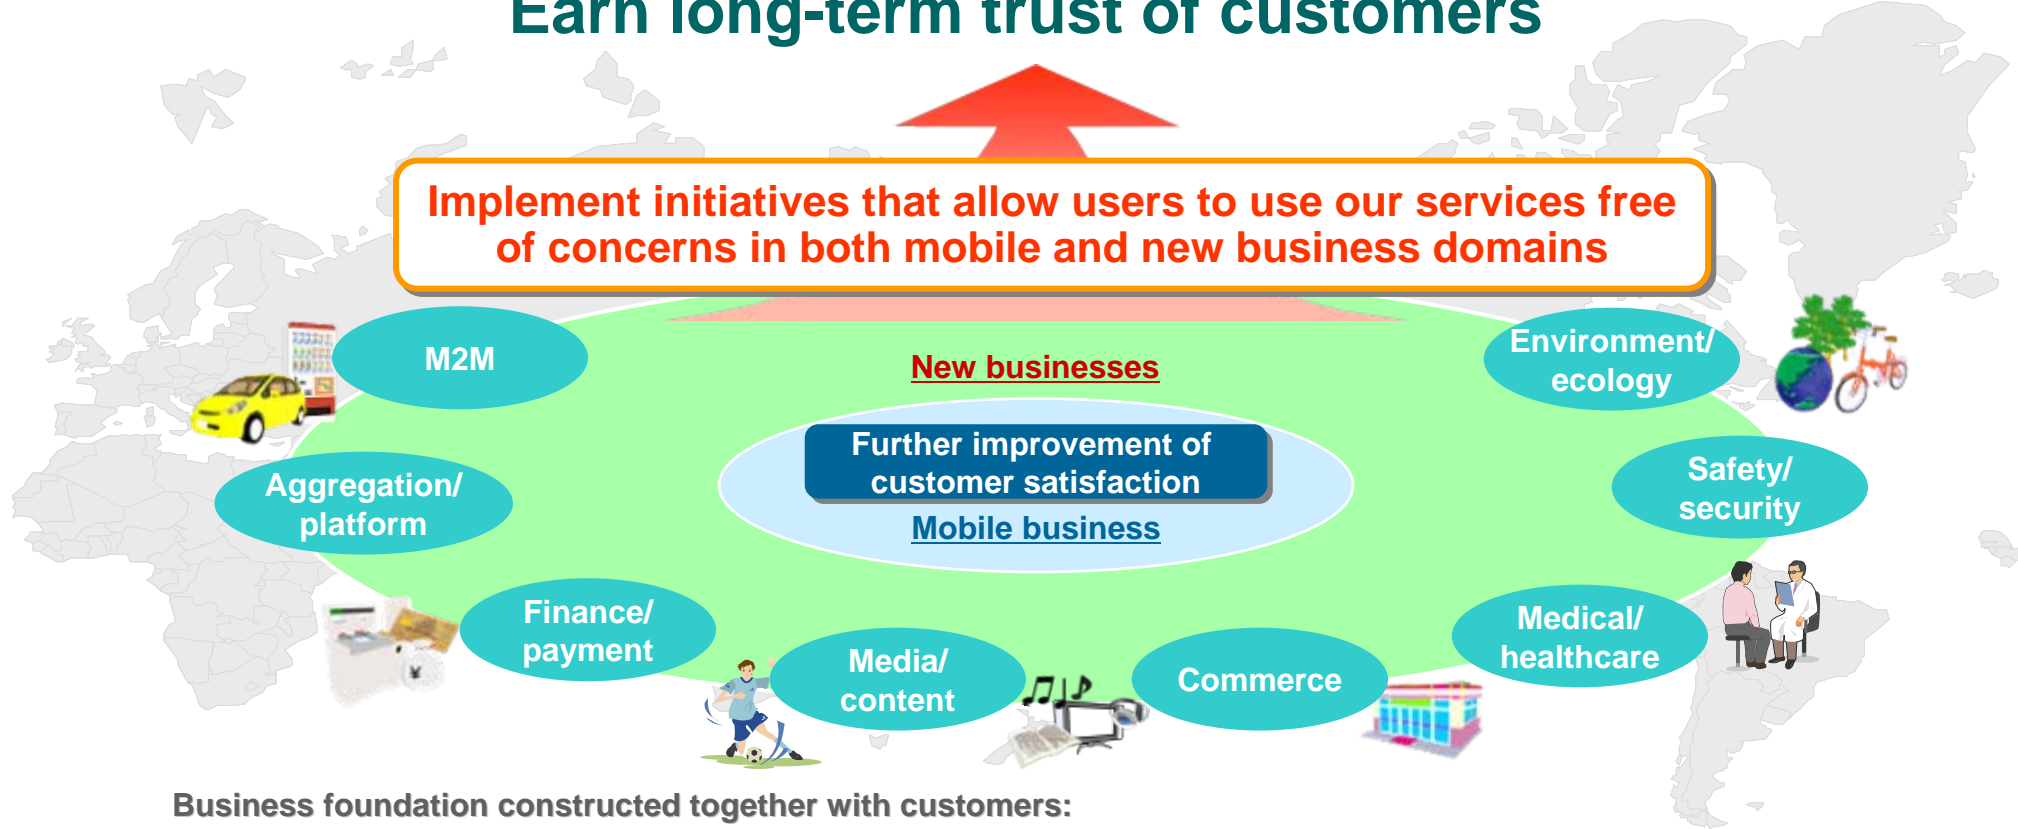 Earn long-term trust of customers
Implement initiatives that allow users to use our services free
of concerns in both mobile and new business domains
M2M
New businesses
Environment/
ecology
Further improvement of
customer satisfaction
Mobile business
Aggregation/
platform
Safety/
security
Finance/
payment
Media/
content
Commerce
Medical/
healthcare
¥
Business foundation constructed together with customers: